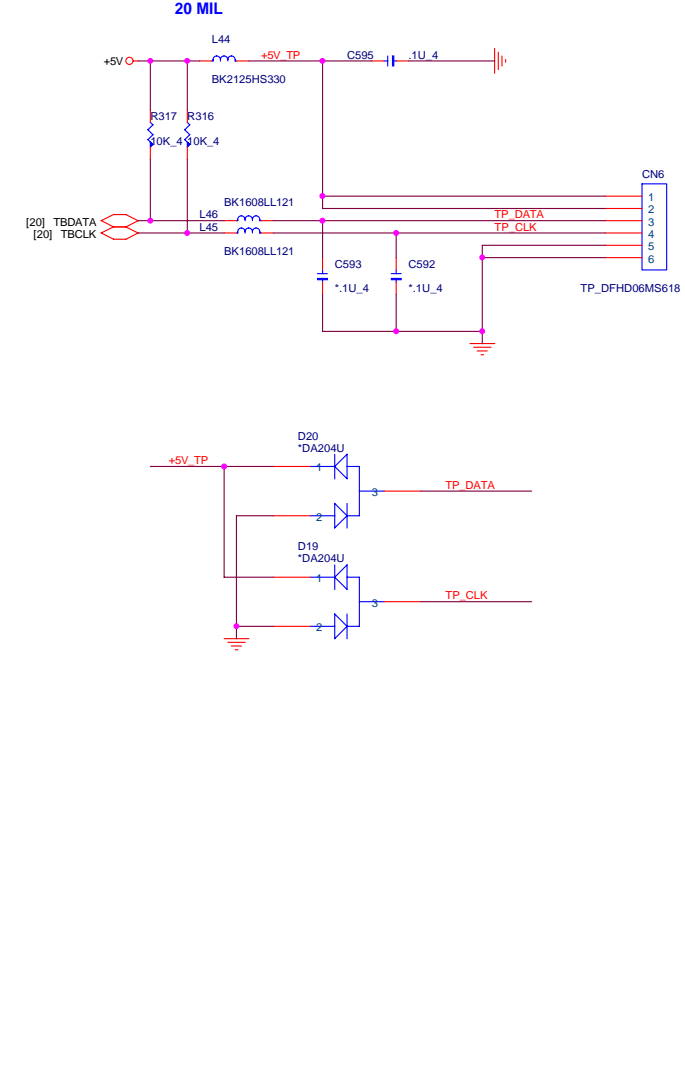 20 MIL
L44
+5V
+5V_TP
C595
.1U_4
BK2125HS330
R317
R316
10K_4
10K_4
CN6
BK1608LL121
1
2
[20] TBDATA
L46
TP_DATA
3
[20] TBCLK
L45
TP_CLK
4
5
BK1608LL121
6
C593
C592
*.1U_4
*.1U_4
TP_DFHD06MS618
D20
*DA204U
+5V_TP
1
TP_DATA
3
2
D19
*DA204U
1
TP_CLK
3
2